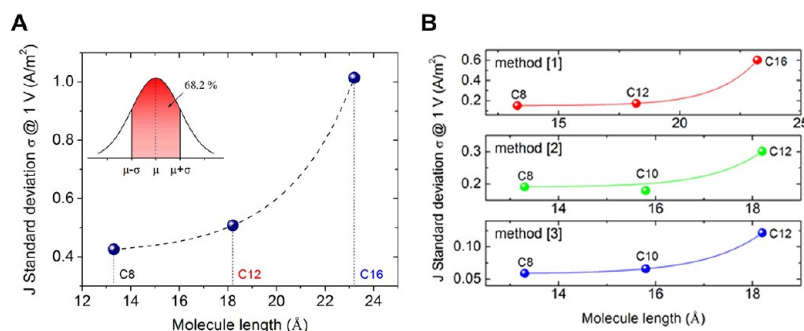 A
J Standard deviation σ @ 1 V (A/m²)
1.0
0.8
0.6
0.4
68.2 %
μ-σ μ μ+σ
C8 C12 C16
12 14 16 18 20 22 24
Molecule length (Å)
B
J Standard deviation σ @ 1 V (A/m²)
method [1]
0.6
0.4
0.2
C8 C12 C16
15 20 25
method [2]
0.3
0.2
C8 C10 C12
14 16 18
method [3]
0.10
0.05
C8 C10 C12
14 16 18
Molecule length (Å)